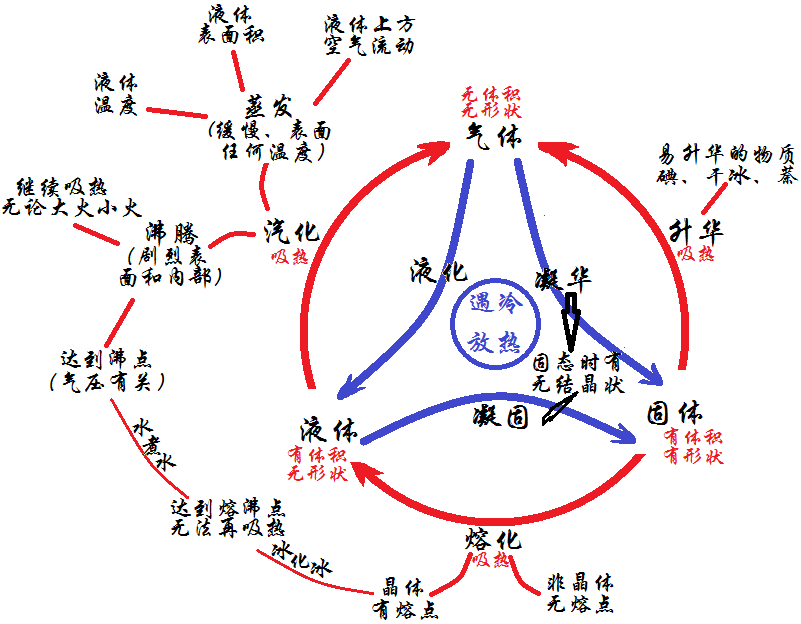 液体
表面积
液体上方
空气流动
液体
温度
蒸发
(缓慢、表面
任何温度)
继续吸热
无论大火小火
沸腾
(剧烈表
面和内部)
汽化
吸热
无体积
无形状
气体
易升华的物质
碘、干冰、萘
升华
吸热
液化
凝华
遇冷
放热
固态时有
无结晶状
达到沸点
(气压有关)
液体
有体积
无形状
凝固
固体
有体积
有形状
水煮水
达到熔沸点
无法再吸热
冰化冰
熔化
吸热
晶体
有熔点
非晶体
无熔点